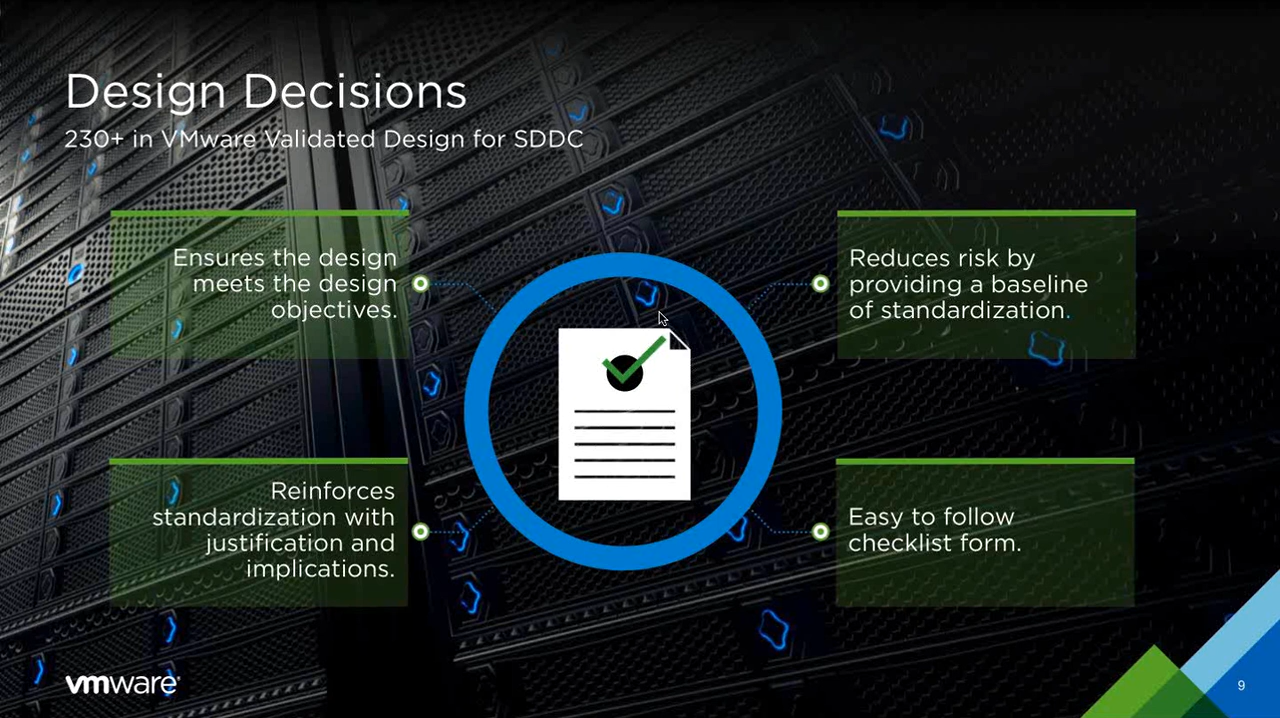 Design Decisions
230+ in VMware Validated Design for SDDC
Ensures the design
meets the design
objectives.
Reduces risk by
providing a baseline
of standardization.
Reinforces
standardization with
justification and
implications.
Easy to follow
checklist form.
vmware
9